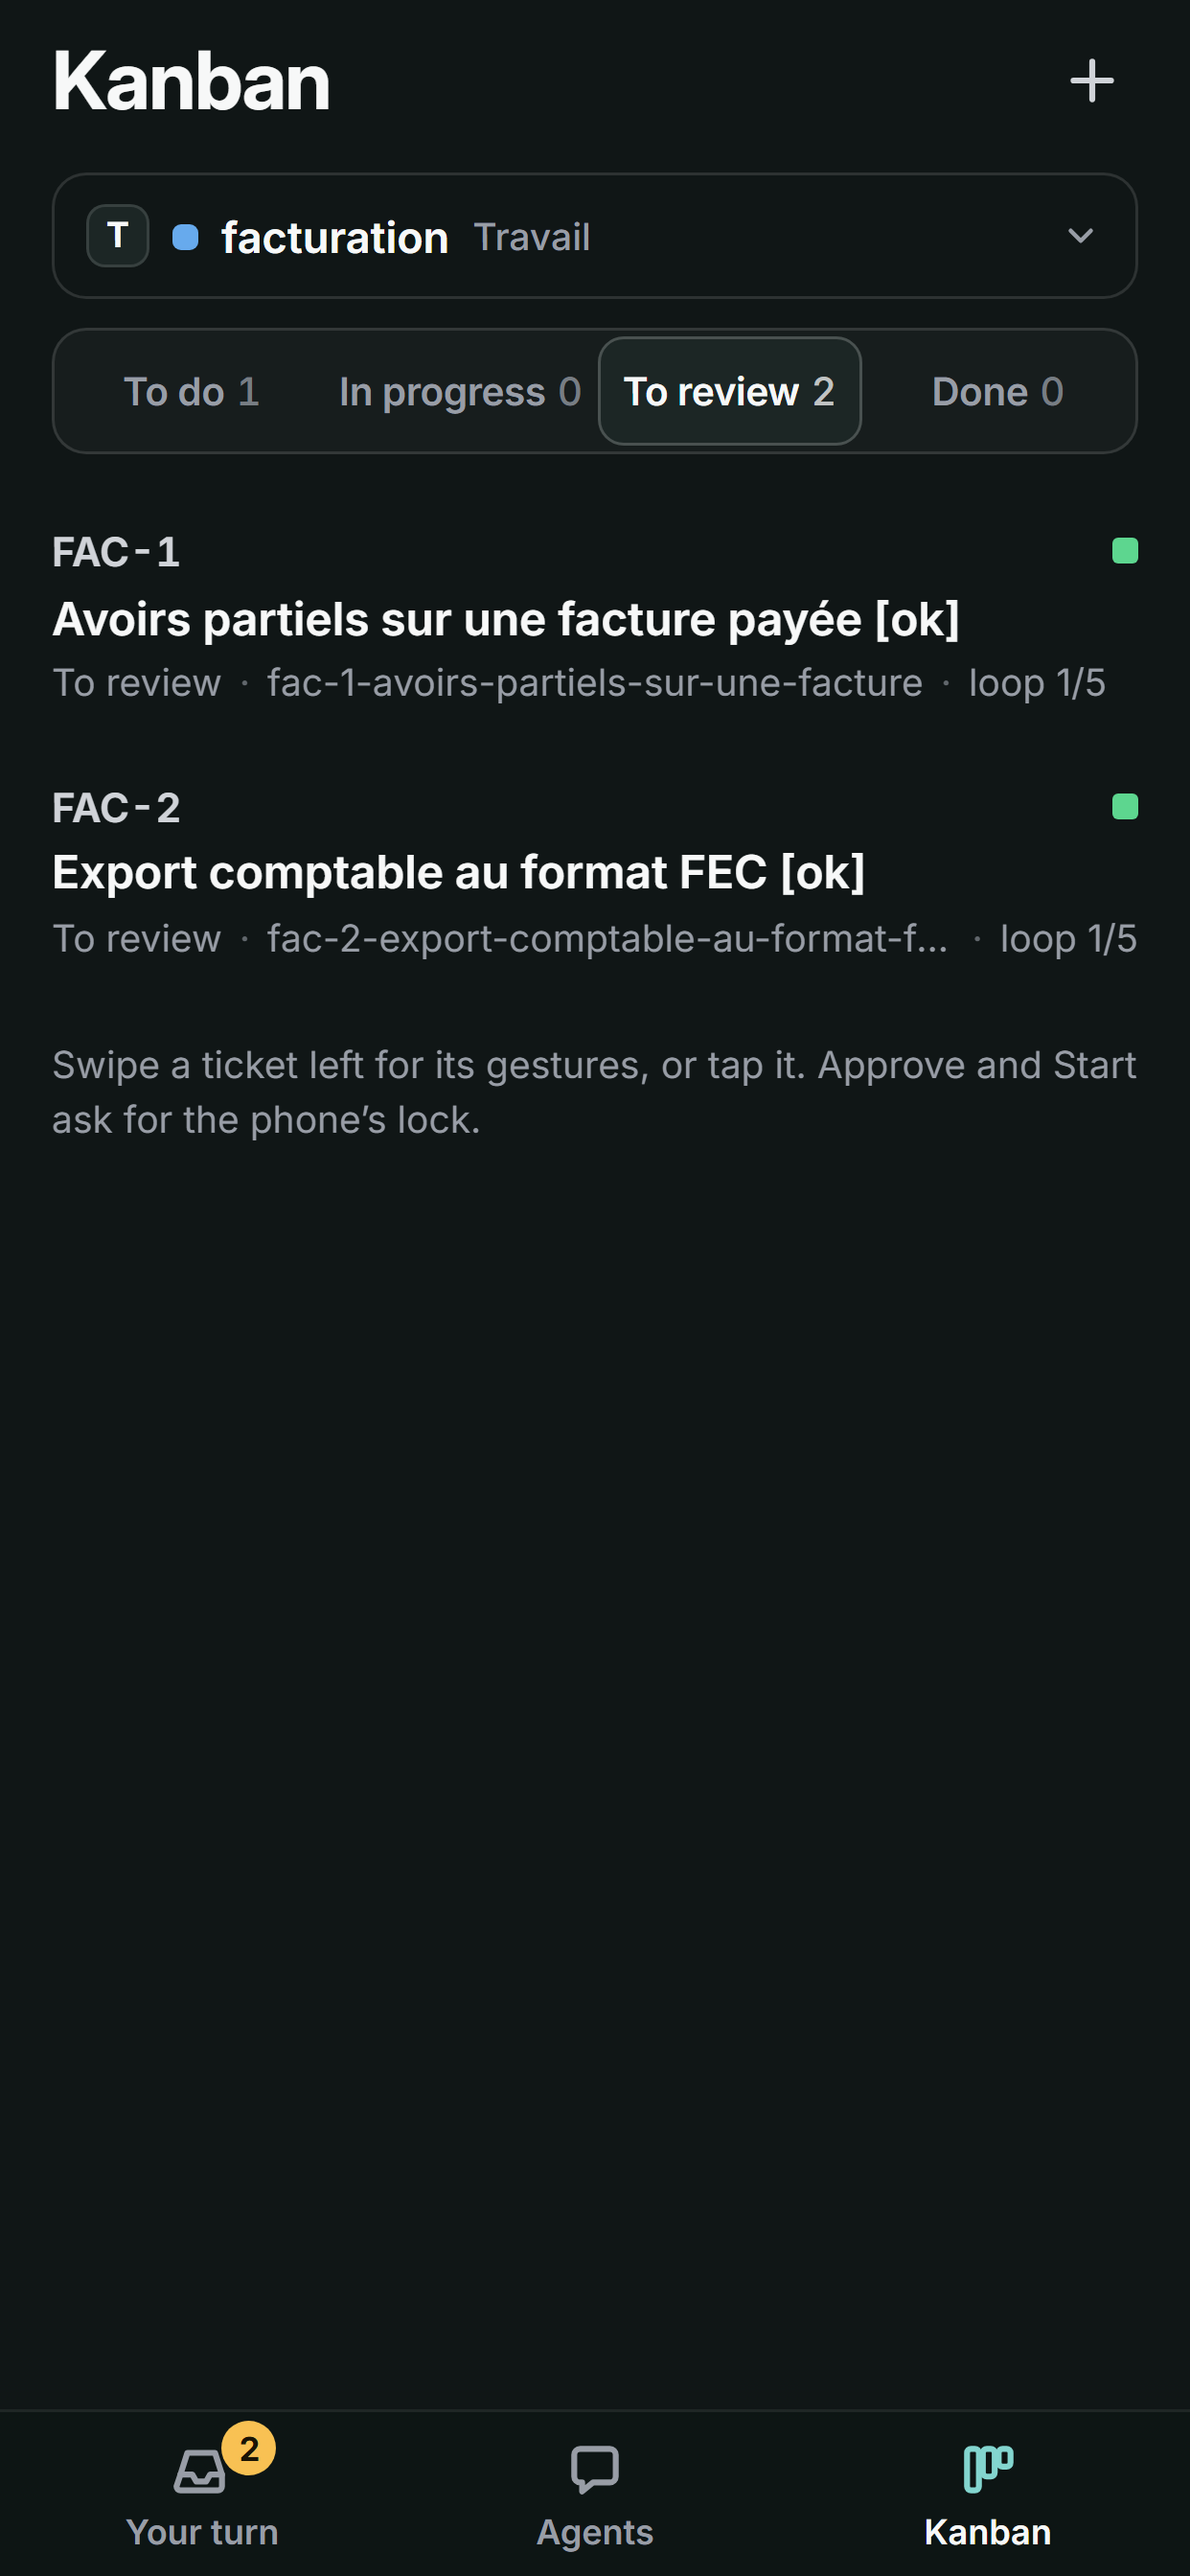 Kanban
T facturation Travail
To do 1 In progress 0 To review 2 Done 0
FAC-1
Avoirs partiels sur une facture payée [ok]
To review · fac-1-avoirs-partiels-sur-une-facture · loop 1/5
FAC-2
Export comptable au format FEC [ok]
To review · fac-2-export-comptable-au-format-f... · loop 1/5
Swipe a ticket left for its gestures, or tap it. Approve and Start
ask for the phone’s lock.
2
Your turn Agents Kanban